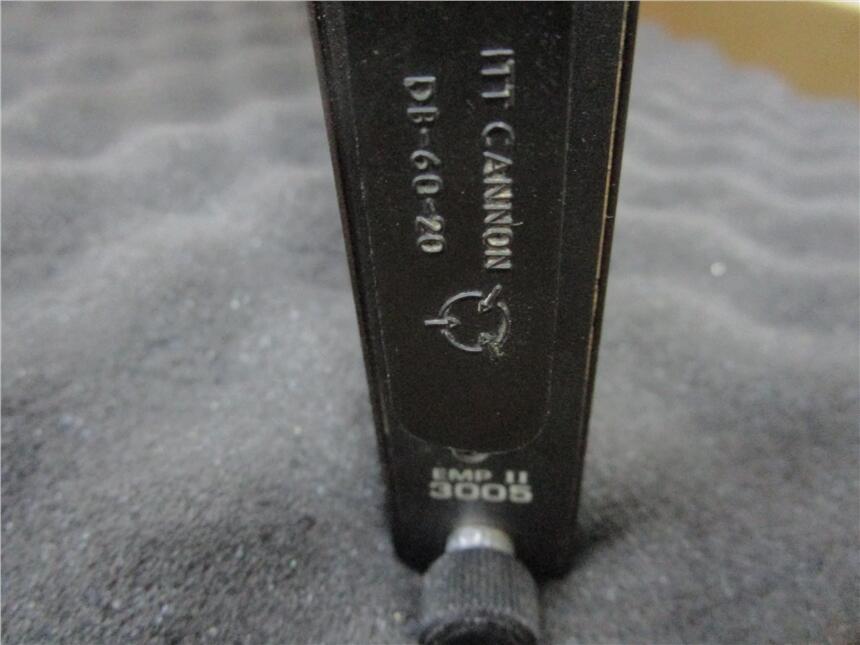 ITT CANNON
DB-60-20
EMP II
3005